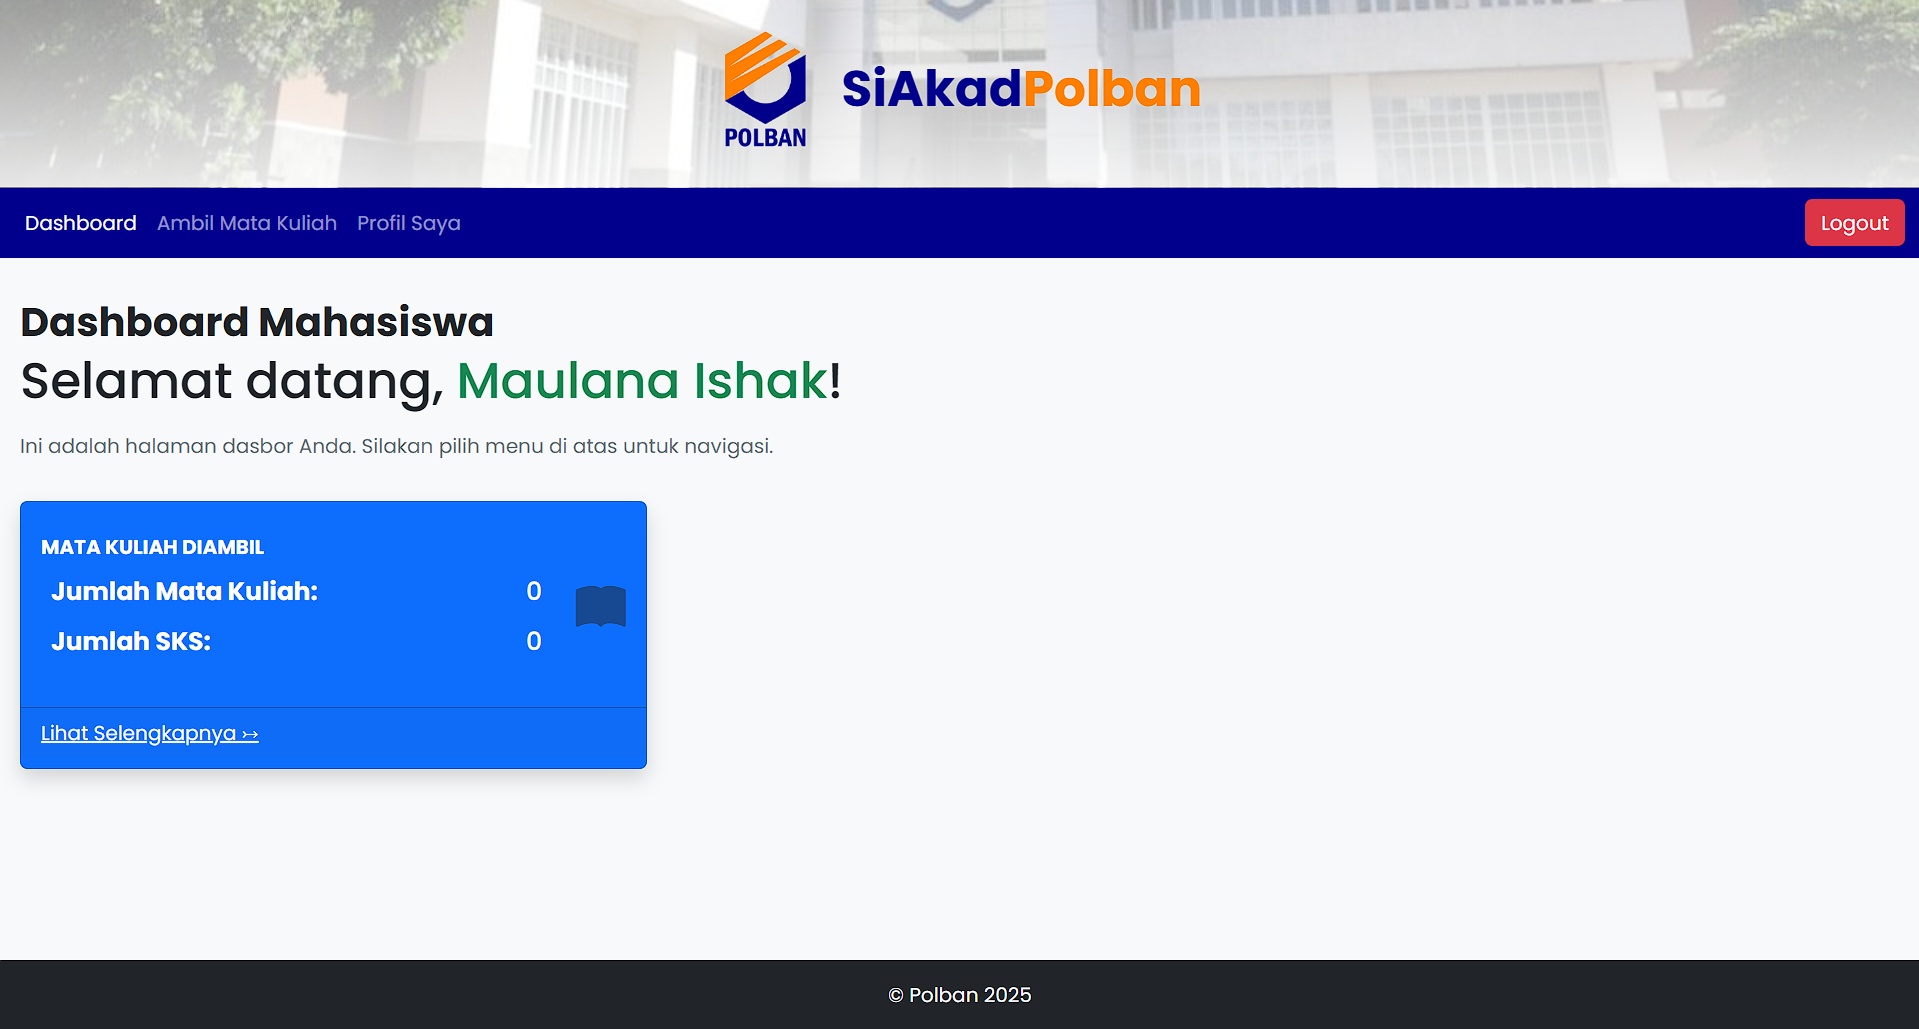 POLBAN
SiAkadPolban
Dashboard Ambil Mata Kuliah Profil Saya Logout
Dashboard Mahasiswa
Selamat datang, Maulana Ishak!
Ini adalah halaman dasbor Anda. Silakan pilih menu di atas untuk navigasi.
MATA KULIAH DIAMBIL
Jumlah Mata Kuliah: 0
Jumlah SKS: 0
Lihat Selengkapnya ↣
© Polban 2025